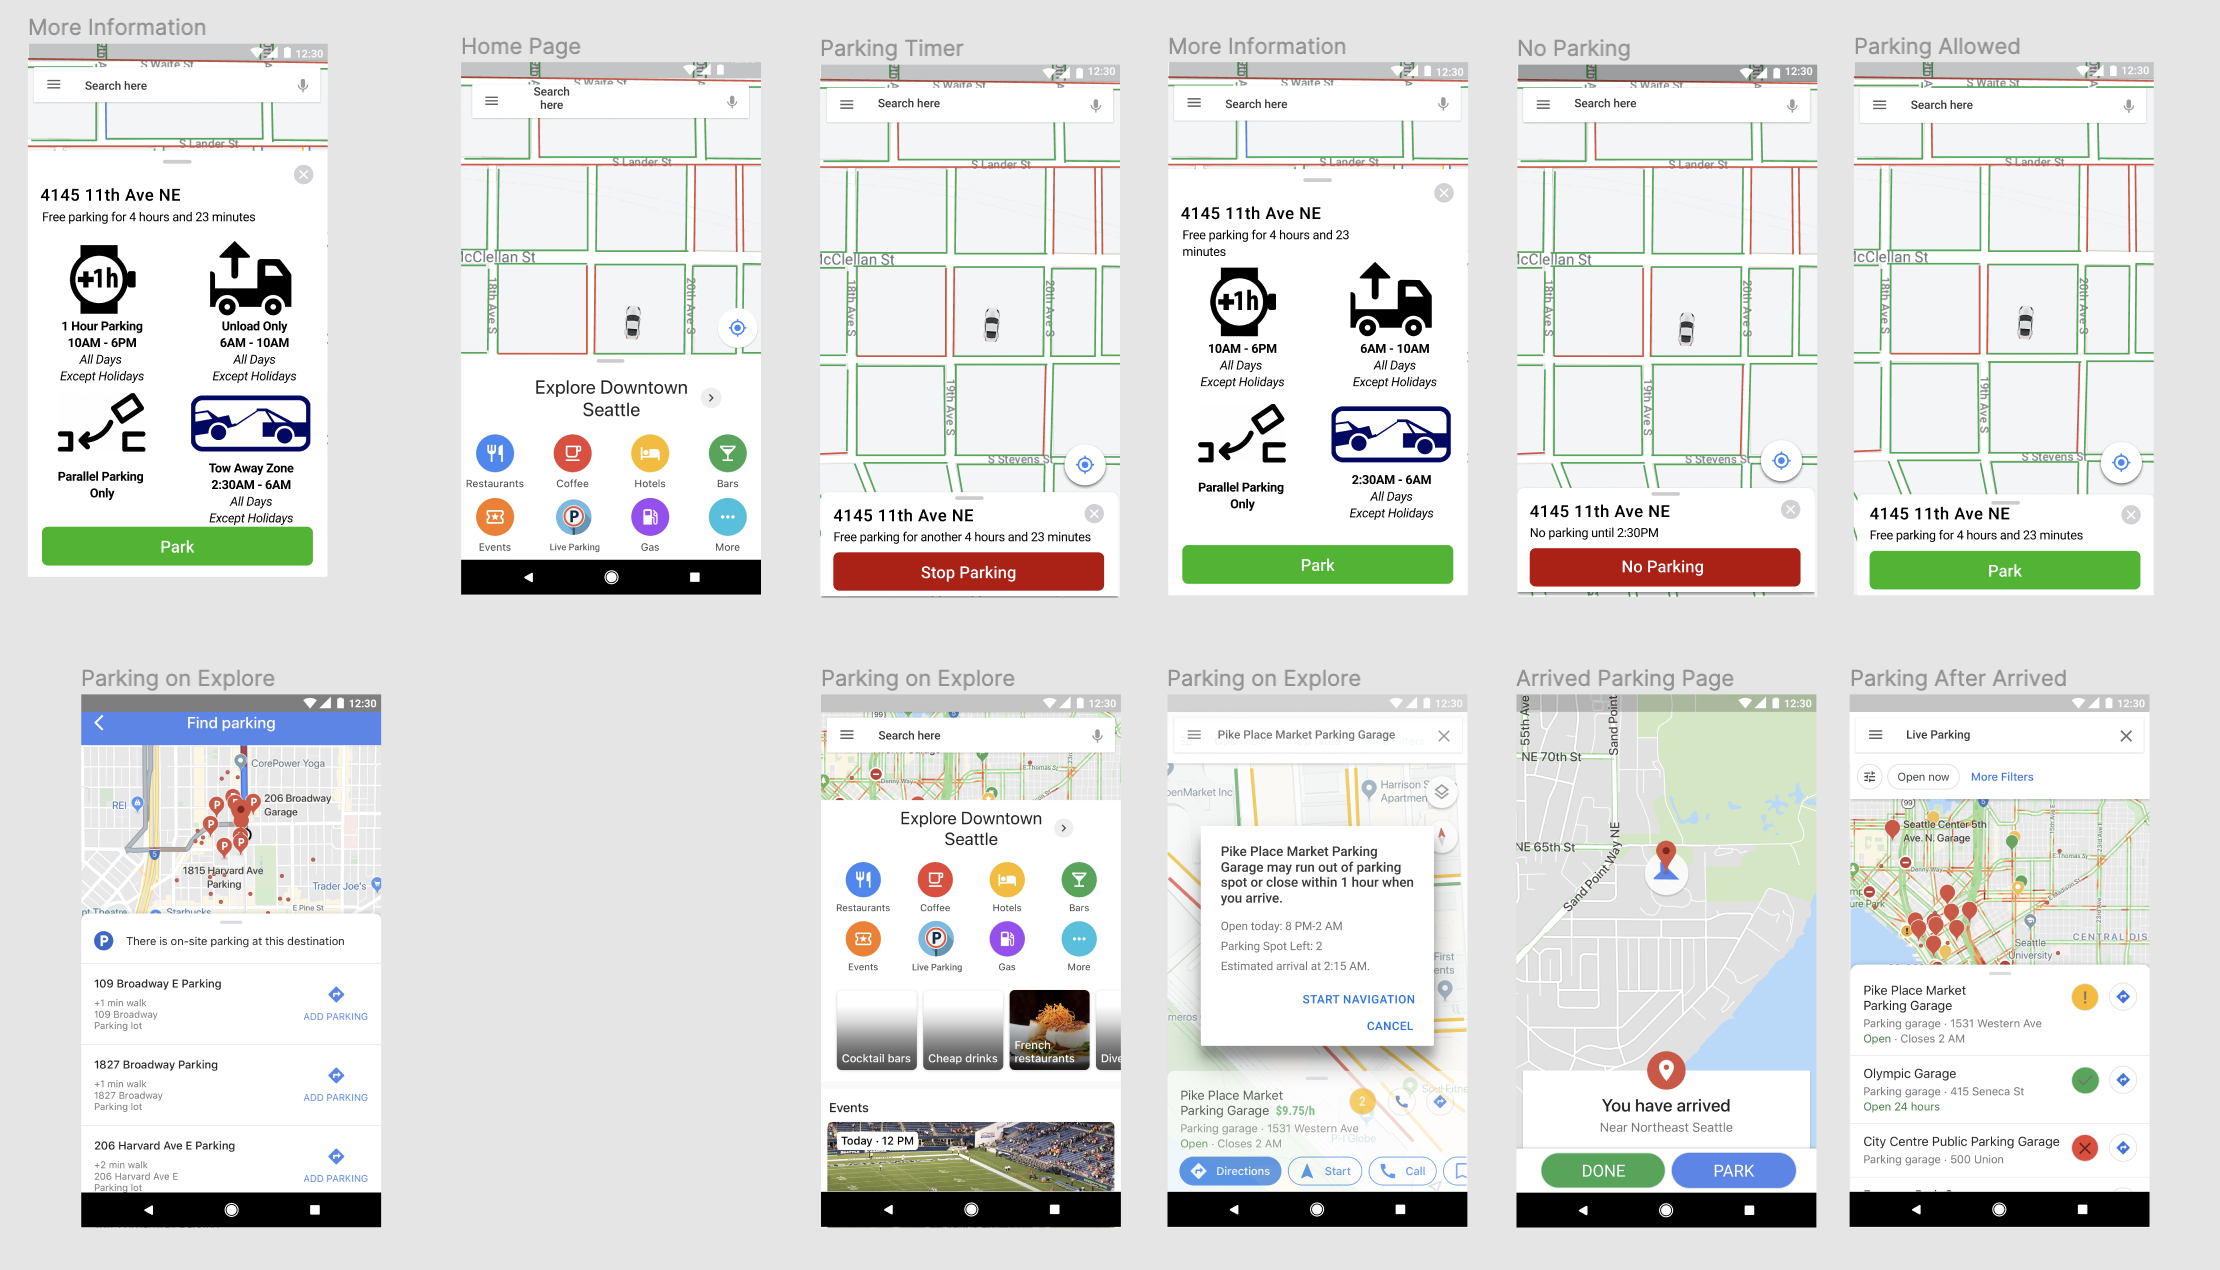 More Information
12:30
S Waite St
Search here
S Lander St
4145 11th Ave NE
Free parking for 4 hours and 23 minutes
+1h
1 Hour Parking
10AM - 6PM
All Days
Except Holidays
Unload Only
6AM - 10AM
All Days
Except Holidays
Parallel Parking
Only
Tow Away Zone
2:30AM - 6AM
All Days
Except Holidays
Park
Home Page
S Waite St
Search
here
S Lander St
McClellan St
18th Ave S
20th Ave S
Explore Downtown
Seattle
Restaurants
Coffee
Hotels
Bars
P
Events
Live Parking
Gas
More
Parking Timer
12:30
S Waite St
Search here
S Lander St
McClellan St
18th Ave S
20th Ave S
19th Ave S
S Stevens St
4145 11th Ave NE
Free parking for another 4 hours and 23 minutes
Stop Parking
More Information
12:30
S Waite St
Search here
S Lander St
4145 11th Ave NE
Free parking for 4 hours and 23
minutes
+1h
10AM - 6PM
All Days
Except Holidays
6AM - 10AM
All Days
Except Holidays
Parallel Parking
Only
2:30AM - 6AM
All Days
Except Holidays
Park
No Parking
12:30
S Waite St
Search here
S Lander St
McClellan St
18th Ave S
20th Ave S
19th Ave S
S Stevens St
4145 11th Ave NE
No parking until 2:30PM
No Parking
Parking Allowed
12:30
S Waite St
Search here
S Lander St
McClellan St
18th Ave S
20th Ave S
19th Ave S
S Stevens St
4145 11th Ave NE
Free parking for 4 hours and 23 minutes
Park
Parking on Explore
12:30
Find parking
CorePower Yoga
REI
206 Broadway
Garage
1815 Harvard Ave
Parking
Trader Joe's
E Pine St
Starbucks
P
There is on-site parking at this destination
109 Broadway E Parking
+1 min walk
109 Broadway
Parking lot
ADD PARKING
1827 Broadway Parking
+1 min walk
1827 Broadway
Parking lot
ADD PARKING
206 Harvard Ave E Parking
+2 min walk
206 Harvard Ave E
Parking lot
ADD PARKING
Parking on Explore
12:30
(99)
Search here
E Thomas St
Denny Way
Explore Downtown
Seattle
Restaurants
Coffee
Hotels
Bars
P
Events
Live Parking
Gas
More
Cocktail bars
Cheap drinks
French
restaurants
Dive
Events
Today · 12 PM
Parking on Explore
12:30
Pike Place Market Parking Garage
penMarket Inc
Harrison S
Apartmen
Pike Place Market Parking
Garage may run out of parking
spot or close within 1 hour when
you arrive.
Open today: 8 PM-2 AM
Parking Spot Left: 2
Estimated arrival at 2:15 AM.
START NAVIGATION
CANCEL
First
ents
meros
Pike Place Market
Parking Garage $9.75/h
2
Parking garage · 1531 Western Ave
Open · Closes 2 AM
Directions
Start
Call
Arrived Parking Page
12:30
55th Ave
Sand Point
NE 70th St
NE 65th St
Sand Point Way NE
You have arrived
Near Northeast Seattle
DONE
PARK
Parking After Arrived
12:30
Live Parking
Open now
More Filters
99
Seattle Center 5th
Ave. N. Garage
E Thomas St
Denny Way
E Madison St
ure Park
Seattle
University
CENTRAL DIS
Pike Place Market
Parking Garage
Parking garage · 1531 Western Ave
Open · Closes 2 AM
Olympic Garage
Parking garage · 415 Seneca St
Open 24 hours
City Centre Public Parking Garage
Parking garage · 500 Union